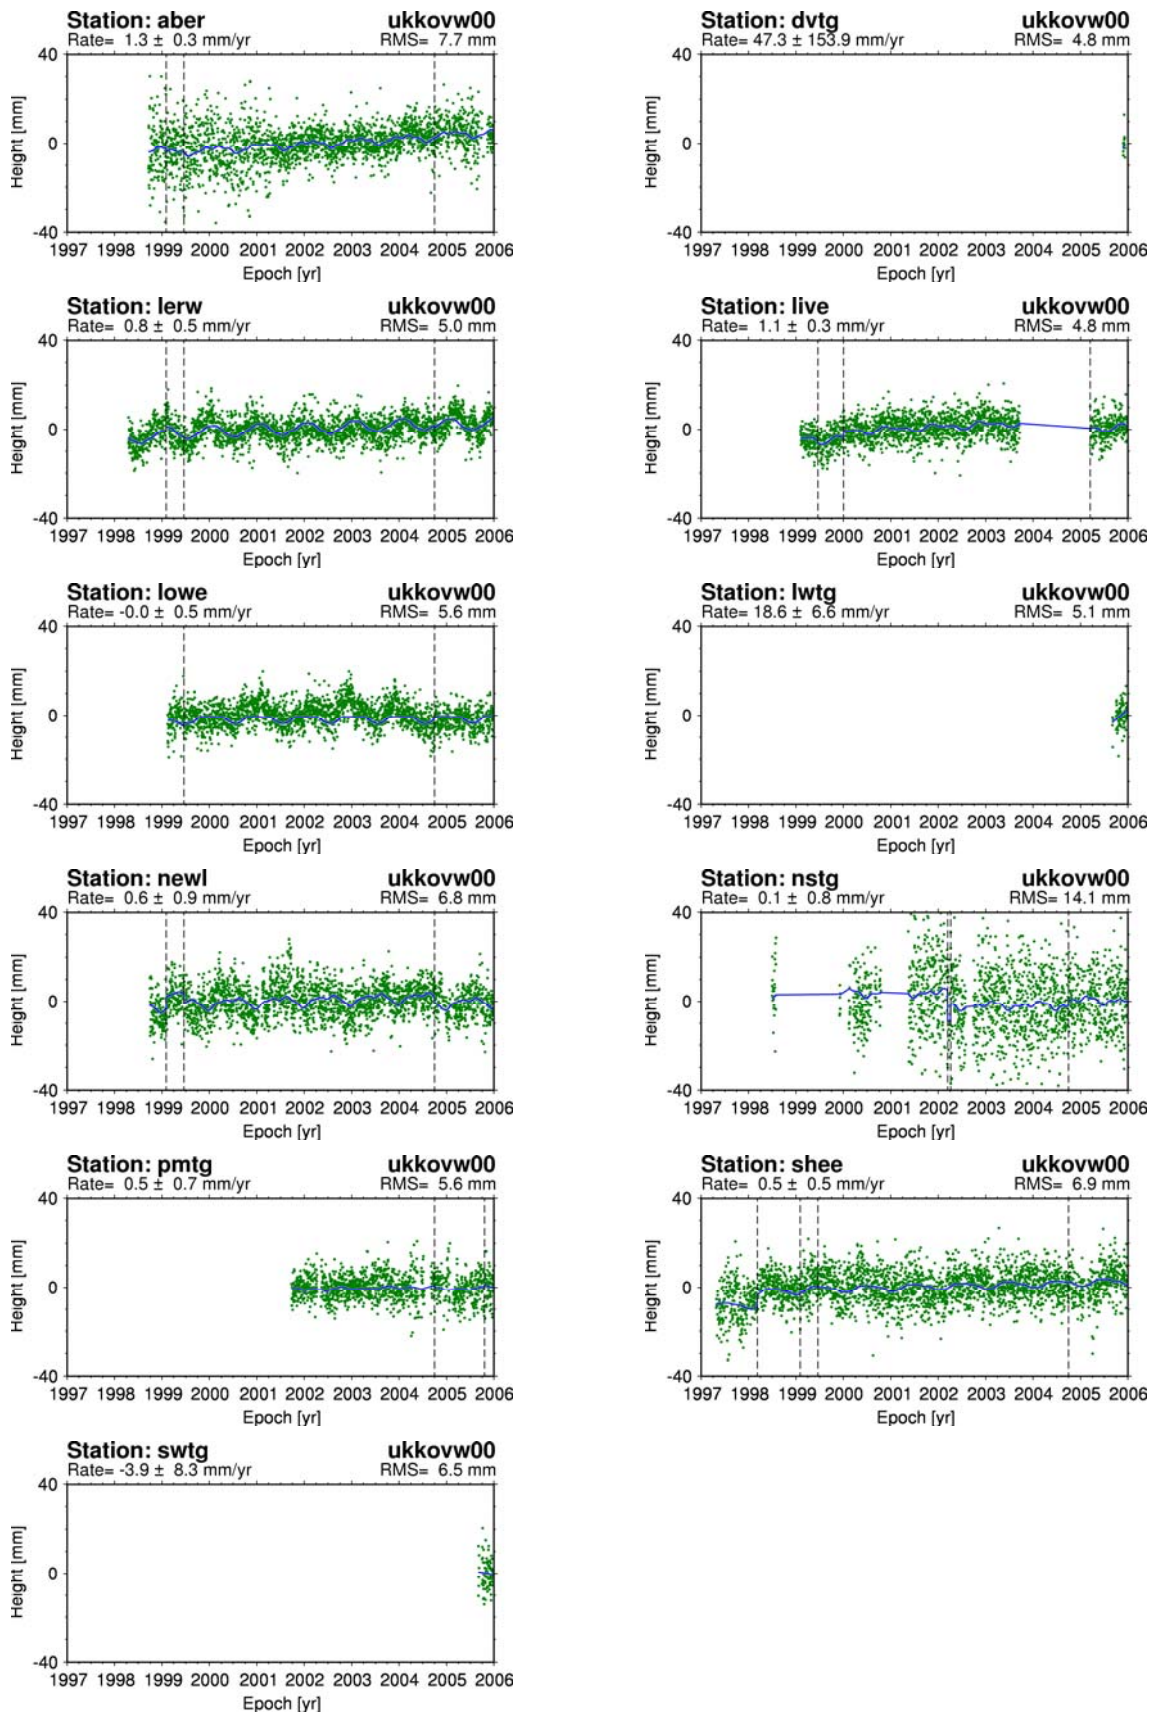 Station: aber ukkovw00
Rate= 1.3 ± 0.3 mm/yr RMS= 7.7 mm
40
Height [mm]
0
-40
1997 1998 1999 2000 2001 2002 2003 2004 2005 2006
Epoch [yr]
Station: dvtg ukkovw00
Rate= 47.3 ± 153.9 mm/yr RMS= 4.8 mm
40
Height [mm]
0
-40
1997 1998 1999 2000 2001 2002 2003 2004 2005 2006
Epoch [yr]
Station: lerw ukkovw00
Rate= 0.8 ± 0.5 mm/yr RMS= 5.0 mm
40
Height [mm]
0
-40
1997 1998 1999 2000 2001 2002 2003 2004 2005 2006
Epoch [yr]
Station: live ukkovw00
Rate= 1.1 ± 0.3 mm/yr RMS= 4.8 mm
40
Height [mm]
0
-40
1997 1998 1999 2000 2001 2002 2003 2004 2005 2006
Epoch [yr]
Station: lowe ukkovw00
Rate= -0.0 ± 0.5 mm/yr RMS= 5.6 mm
40
Height [mm]
0
-40
1997 1998 1999 2000 2001 2002 2003 2004 2005 2006
Epoch [yr]
Station: lwtg ukkovw00
Rate= 18.6 ± 6.6 mm/yr RMS= 5.1 mm
40
Height [mm]
0
-40
1997 1998 1999 2000 2001 2002 2003 2004 2005 2006
Epoch [yr]
Station: newl ukkovw00
Rate= 0.6 ± 0.9 mm/yr RMS= 6.8 mm
40
Height [mm]
0
-40
1997 1998 1999 2000 2001 2002 2003 2004 2005 2006
Epoch [yr]
Station: nstg ukkovw00
Rate= 0.1 ± 0.8 mm/yr RMS= 14.1 mm
40
Height [mm]
0
-40
1997 1998 1999 2000 2001 2002 2003 2004 2005 2006
Epoch [yr]
Station: pmtg ukkovw00
Rate= 0.5 ± 0.7 mm/yr RMS= 5.6 mm
40
Height [mm]
0
-40
1997 1998 1999 2000 2001 2002 2003 2004 2005 2006
Epoch [yr]
Station: shee ukkovw00
Rate= 0.5 ± 0.5 mm/yr RMS= 6.9 mm
40
Height [mm]
0
-40
1997 1998 1999 2000 2001 2002 2003 2004 2005 2006
Epoch [yr]
Station: swtg ukkovw00
Rate= -3.9 ± 8.3 mm/yr RMS= 6.5 mm
40
Height [mm]
0
-40
1997 1998 1999 2000 2001 2002 2003 2004 2005 2006
Epoch [yr]